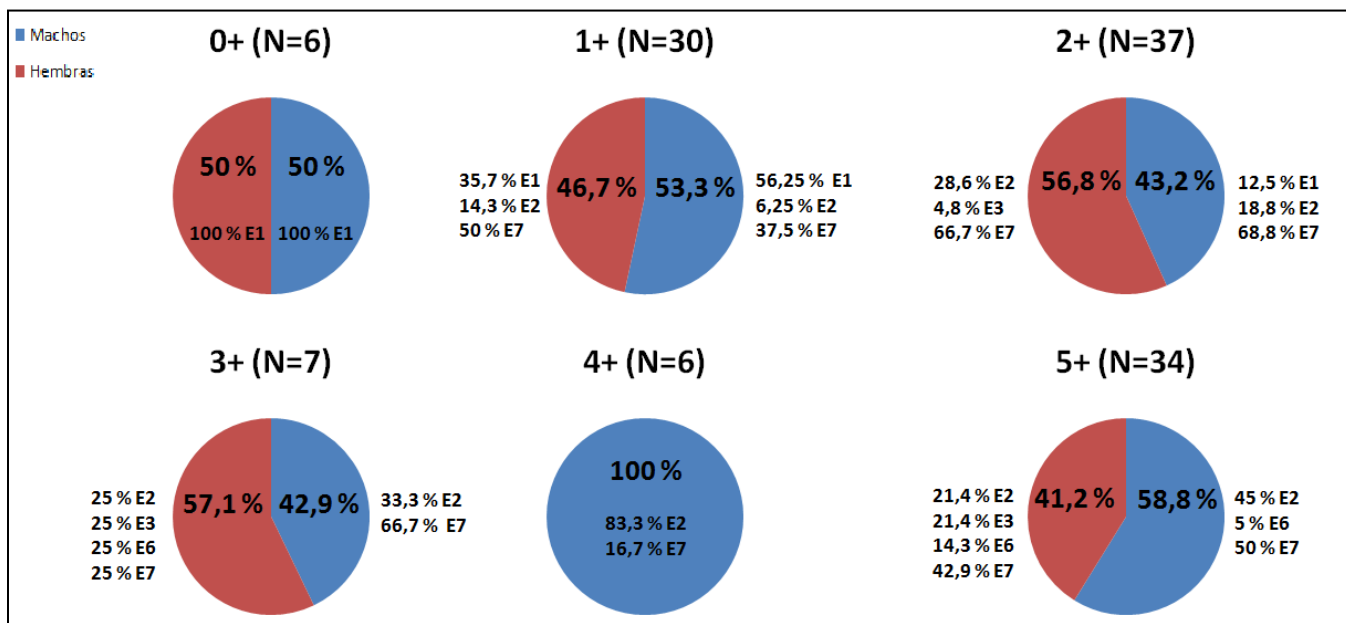 Machos
Hembras
0+ (N=6)
50 %
50 %
100 % E1
100 % E1
1+ (N=30)
35,7 % E1
14,3 % E2
50 % E7
46,7 %
53,3 %
56,25 % E1
6,25 % E2
37,5 % E7
2+ (N=37)
28,6 % E2
4,8 % E3
66,7 % E7
56,8 %
43,2 %
12,5 % E1
18,8 % E2
68,8 % E7
3+ (N=7)
25 % E2
25 % E3
25 % E6
25 % E7
57,1 %
42,9 %
33,3 % E2
66,7 % E7
4+ (N=6)
100 %
83,3 % E2
16,7 % E7
5+ (N=34)
21,4 % E2
21,4 % E3
14,3 % E6
42,9 % E7
41,2 %
58,8 %
45 % E2
5 % E6
50 % E7